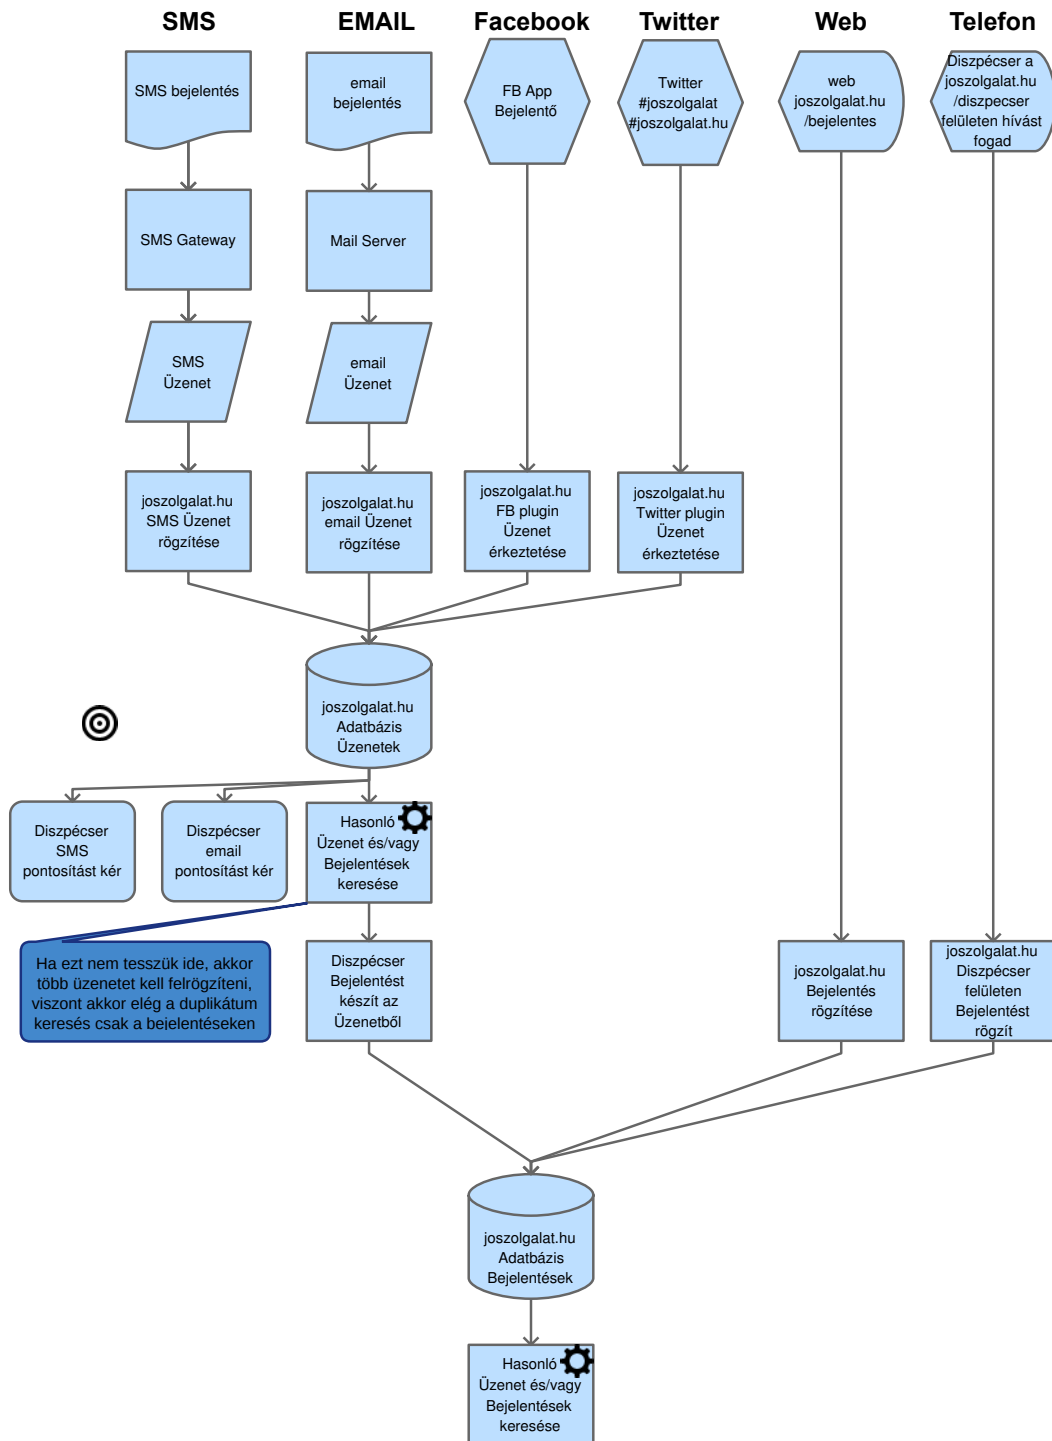 SMS
EMAIL
Facebook
Twitter
Web
Telefon
SMS bejelentés
email
bejelentés
FB App
Bejelentő
Twitter
#joszolgalat
#joszolgalat.hu
web
joszolgalat.hu
/bejelentes
Diszpécser a
joszolgalat.hu
/diszpecser
felületen hívást
fogad
SMS Gateway
Mail Server
SMS
Üzenet
email
Üzenet
joszolgalat.hu
SMS Üzenet
rögzítése
joszolgalat.hu
email Üzenet
rögzítése
joszolgalat.hu
FB plugin
Üzenet
érkeztetése
joszolgalat.hu
Twitter plugin
Üzenet
érkeztetése
joszolgalat.hu
Adatbázis
Üzenetek
Diszpécser
SMS
pontosítást kér
Diszpécser
email
pontosítást kér
Hasonló
Üzenet és/vagy
Bejelentések
keresése
Ha ezt nem tesszük ide, akkor
több üzenetet kell felrögzíteni,
viszont akkor elég a duplikátum
keresés csak a bejelentéseken
Diszpécser
Bejelentést
készít az
Üzenetből
joszolgalat.hu
Bejelentés
rögzítése
joszolgalat.hu
Diszpécser
felületen
Bejelentést
rögzít
joszolgalat.hu
Adatbázis
Bejelentések
Hasonló
Üzenet és/vagy
Bejelentések
keresése